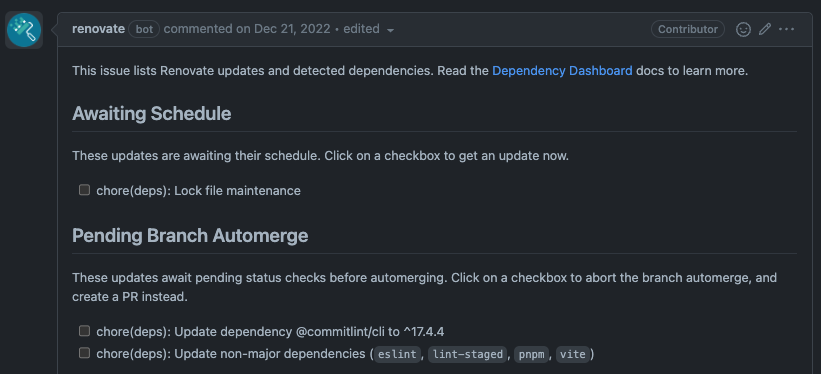 renovate bot commented on Dec 21, 2022 • edited Contributor
This issue lists Renovate updates and detected dependencies. Read the Dependency Dashboard docs to learn more.
Awaiting Schedule
These updates are awaiting their schedule. Click on a checkbox to get an update now.
chore(deps): Lock file maintenance
Pending Branch Automerge
These updates await pending status checks before automerging. Click on a checkbox to abort the branch automerge, and
create a PR instead.
chore(deps): Update dependency @commitlint/cli to ^17.4.4
chore(deps): Update non-major dependencies (eslint, lint-staged, pnpm, vite)